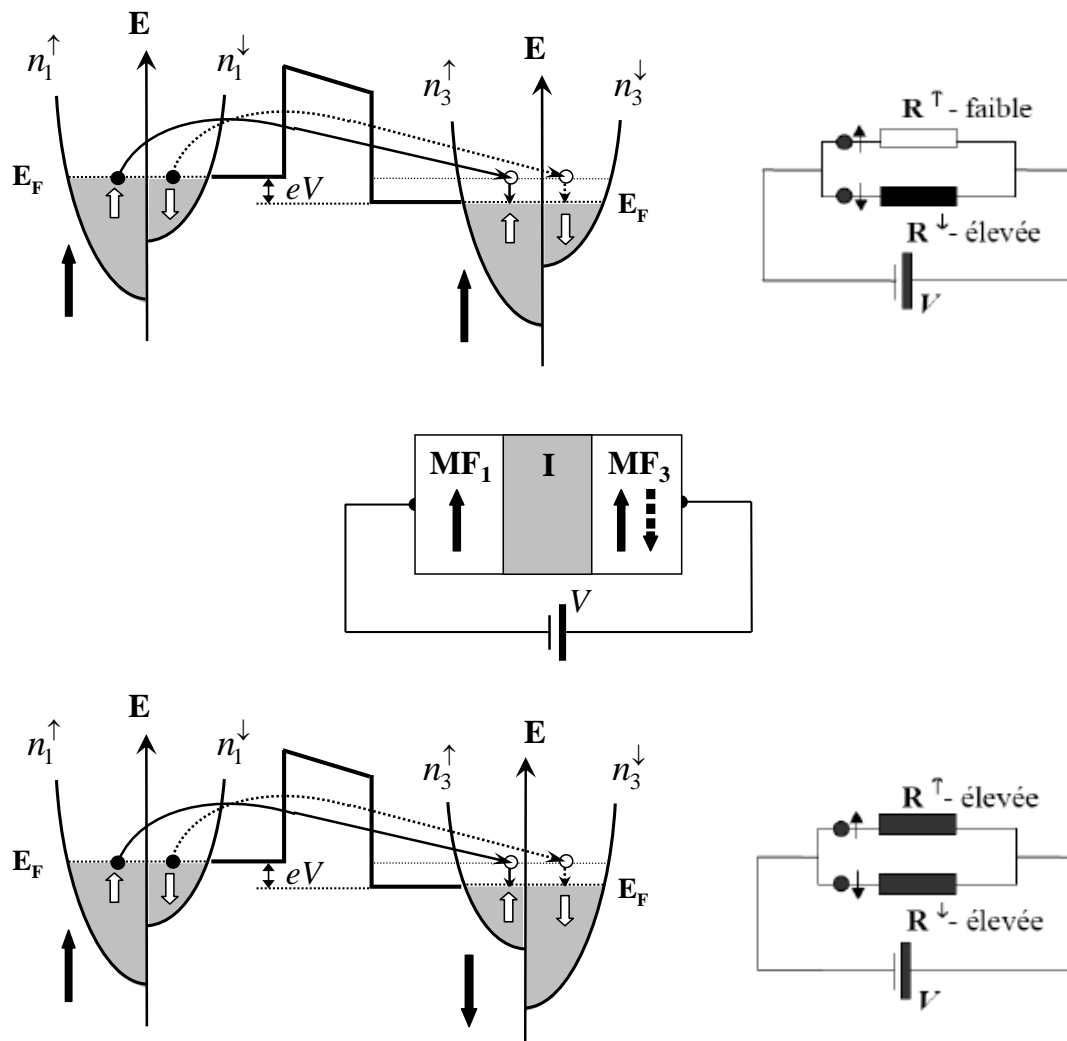 E
n₁↑ n₁↓
E_F
eV
E
n₃↑ n₃↓
E_F
R↑ - faible
R↓ - élevée
V
MF₁ I MF₃
V
E
n₁↑ n₁↓
E_F
eV
E
n₃↑ n₃↓
E_F
R↑ - élevée
R↓ - élevée
V